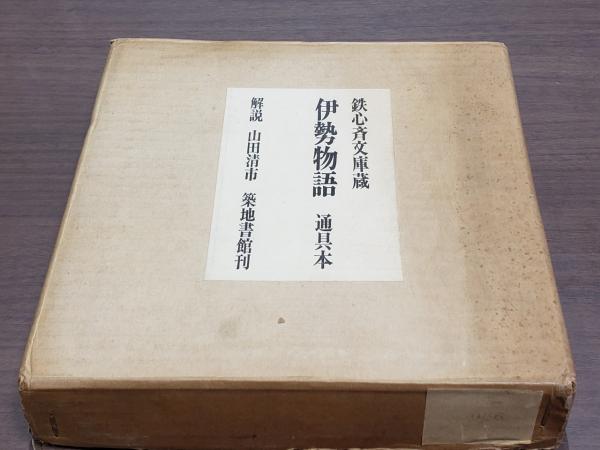 鉄心斉文庫蔵
伊勢物語 通具本
解説 山田清市 築地書館刊